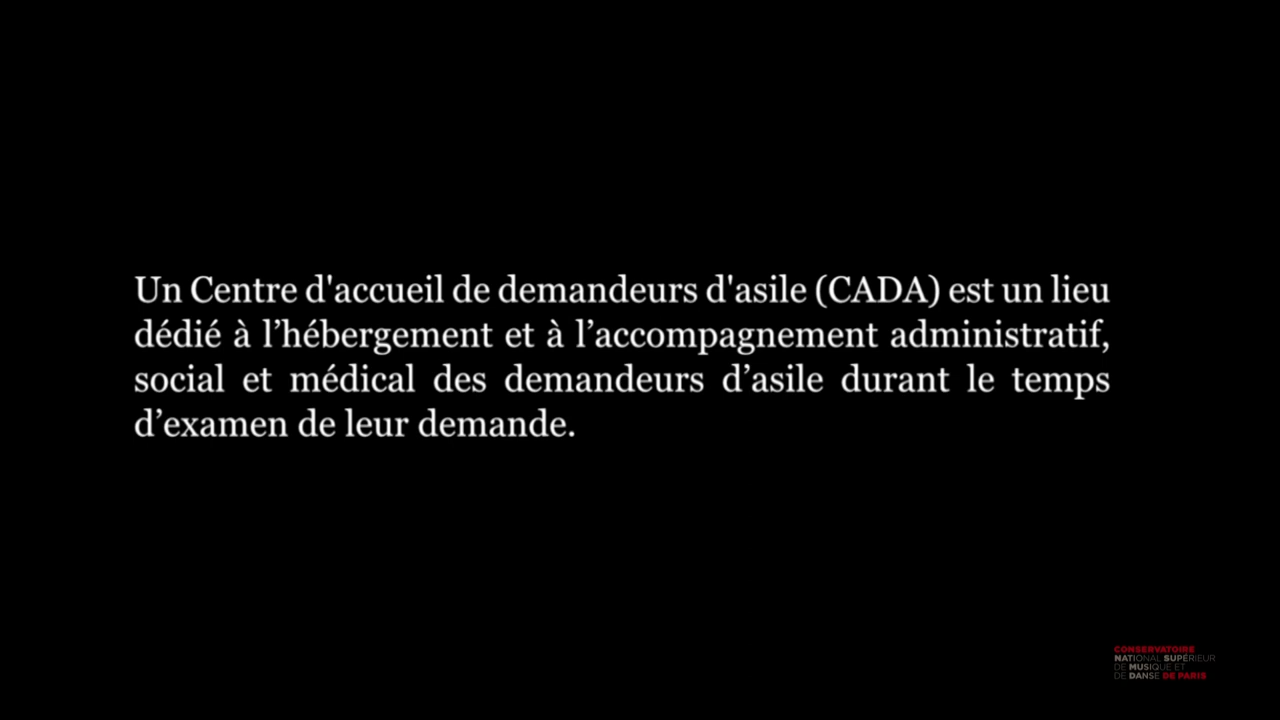 Un Centre d'accueil de demandeurs d'asile (CADA) est un lieu
dédié à l’hébergement et à l’accompagnement administratif,
social et médical des demandeurs d’asile durant le temps
d’examen de leur demande.
CONSERVATOIRE
NATIONAL SUPÉRIEUR
DE MUSIQUE ET
DE DANSE DE PARIS